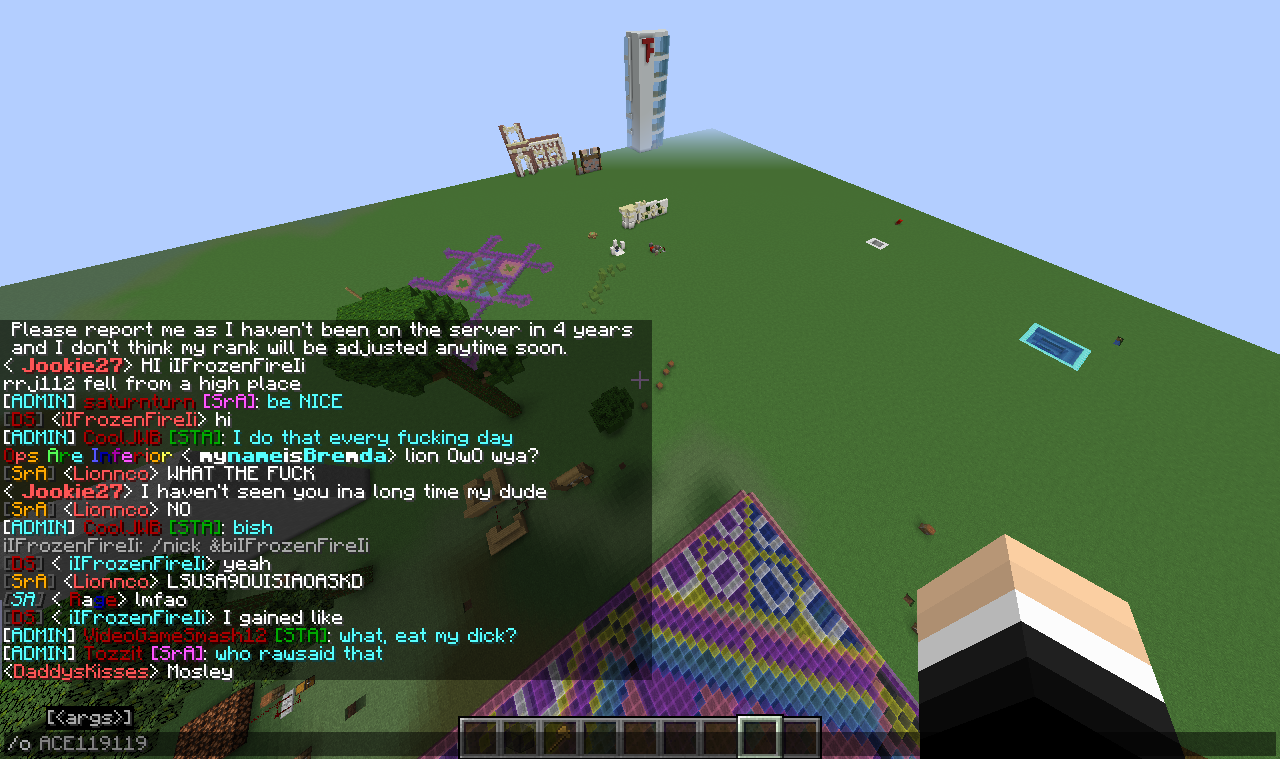 F
Please report me as I haven't been on the server in 4 years
and I don't think my rank will be adjusted anytime soon.
< Jookie27> HI iIFrozenFireIi
rrj112 fell from a high place
[ADMIN] saturnturn [SrA]: be NICE
[DS] <iIFrozenFireIi> hi
[ADMIN] CoolJWB [STA]: I do that every fucking day
Ops Are Inferior < mynameisBrenda> lion OwO wya?
[SrA] <Lionnco> WHAT THE FUCK
< Jookie27> I haven't seen you ina long time my dude
[SrA] <Lionnco> NO
[ADMIN] CoolJWB [STA]: bish
iIFrozenFireIi: /nick &biIFrozenFireIi
[DS] < iIFrozenFireIi> yeah
[SrA] <Lionnco> LSUSA9DUISIAOASKD
[SA] < Rage> lmfao
[DS] < iIFrozenFireIi> I gained like
[ADMIN] VideoGameSmash12 [STA]: what, eat my dick?
[ADMIN] Tozzit [SrA]: who rawsaid that
<DaddysKisses> Mosley
[<args>]
/o ACE119119